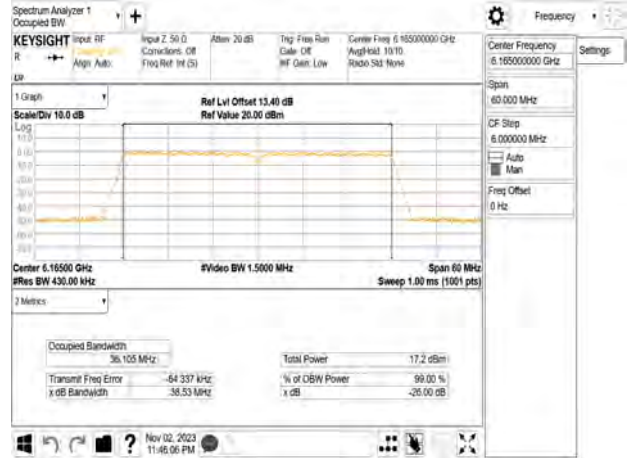 Spectrum Analyzer 1
Occupied BW
Frequency
KEYSIGHT
Input: RF
Input Z: 50 Ω
Atten: 20 dB
Trig: Free Run
Center Freq: 6.165000000 GHz
Corrections: Off
Gate: Off
Avg|Hold: 10/10
R
Align: Auto
Freq Ref: Int (S)
#IF Gain: Low
Radio Std: None
Center Frequency
6.165000000 GHz
Settings
Span
60.000 MHz
CF Step
6.000000 MHz
Auto
Man
Freq Offset
0 Hz
1 Graph
Ref Lvl Offset 13.40 dB
Scale/Div 10.0 dB
Ref Value 20.00 dBm
Log
Center 6.16500 GHz
#Video BW 1.5000 MHz
Span 60 MHz
#Res BW 430.00 kHz
Sweep 1.00 ms (1001 pts)
2 Metrics
Occupied Bandwidth
36.105 MHz
Total Power
17.2 dBm
Transmit Freq Error
-64.337 kHz
% of OBW Power
99.00 %
x dB Bandwidth
38.53 MHz
x dB
-26.00 dB
?
Nov 02, 2023
11:46:06 PM